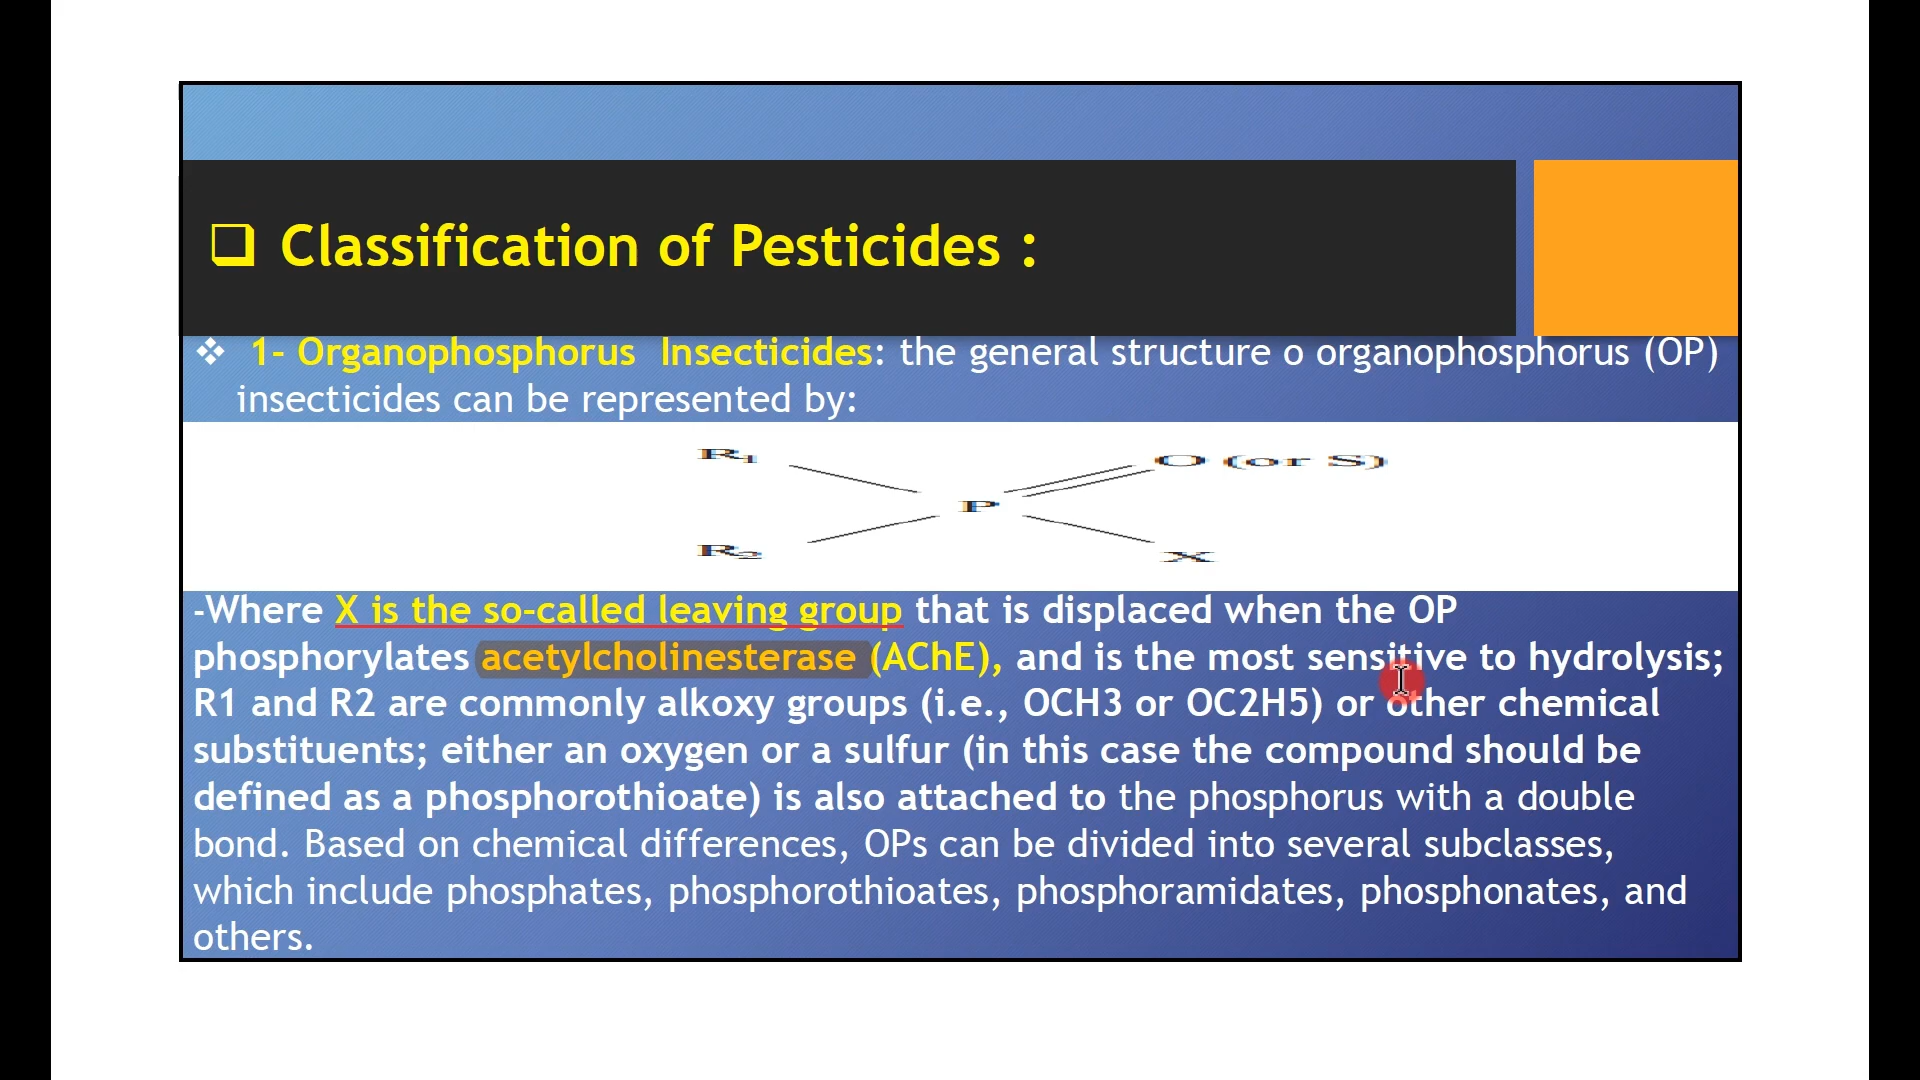 ❑ Classification of Pesticides :
❖ 1- Organophosphorus Insecticides: the general structure o organophosphorus (OP)
insecticides can be represented by:
R1 O (or S)
P
R2 X
-Where X is the so-called leaving group that is displaced when the OP
phosphorylates acetylcholinesterase (AChE), and is the most sensitive to hydrolysis;
R1 and R2 are commonly alkoxy groups (i.e., OCH3 or OC2H5) or other chemical
substituents; either an oxygen or a sulfur (in this case the compound should be
defined as a phosphorothioate) is also attached to the phosphorus with a double
bond. Based on chemical differences, OPs can be divided into several subclasses,
which include phosphates, phosphorothioates, phosphoramidates, phosphonates, and
others.